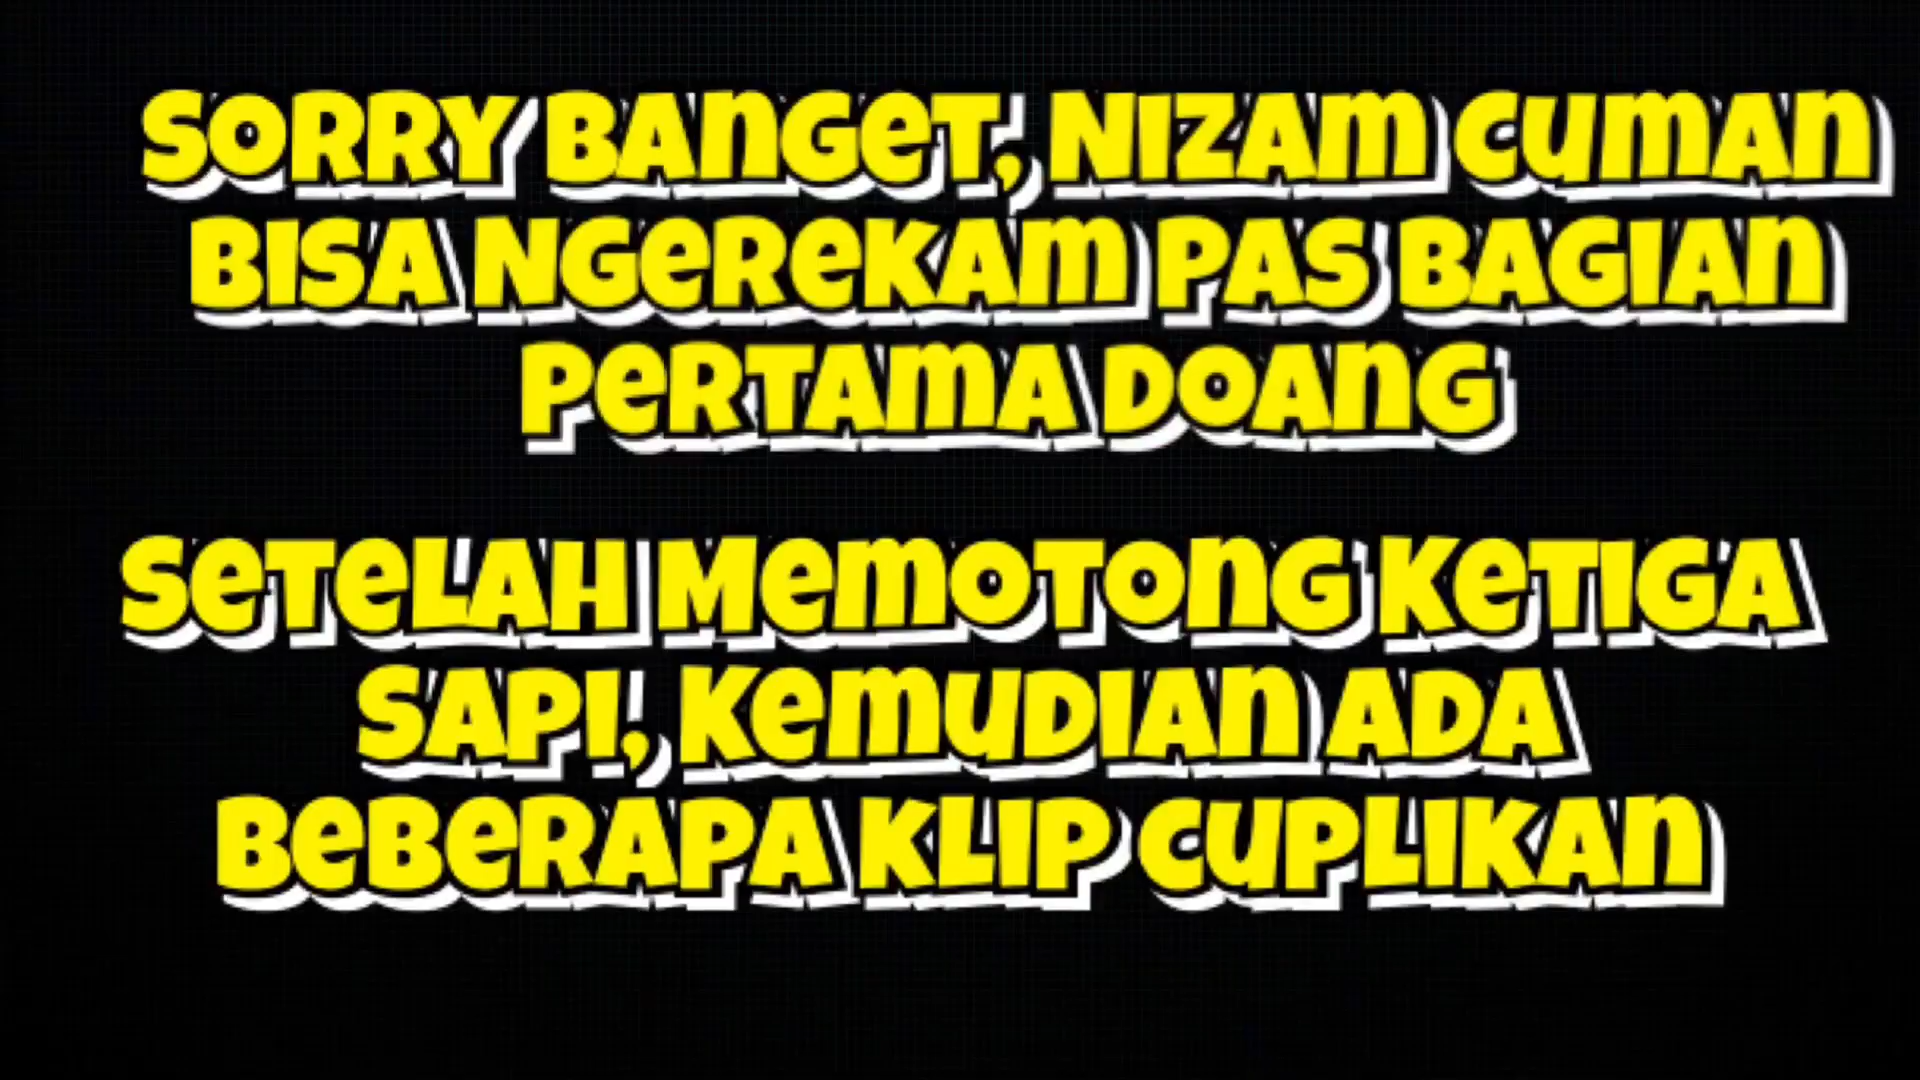 SORRY BANGET, NIZAM CUMAN
BISA NGEREKAM PAS BAGIAN
PERTAMA DOANG
SETELAH MEMOTONG KETIGA
SAPI, KEMUDIAN ADA
BEBERAPA KLIP CUPLIKAN